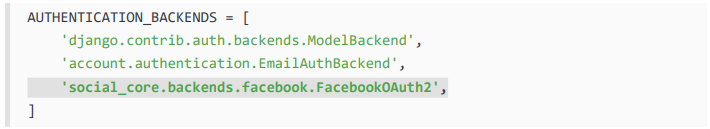 AUTHENTICATION_BACKENDS = [
    'django.contrib.auth.backends.ModelBackend',
    'account.authentication.EmailAuthBackend',
    'social_core.backends.facebook.FacebookOAuth2',
]